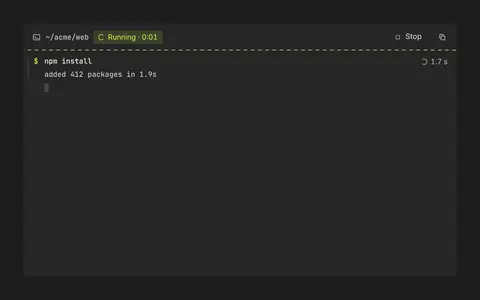 ~/acme/web Running · 0:01 Stop
$ npm install 1.7 s
added 412 packages in 1.9s